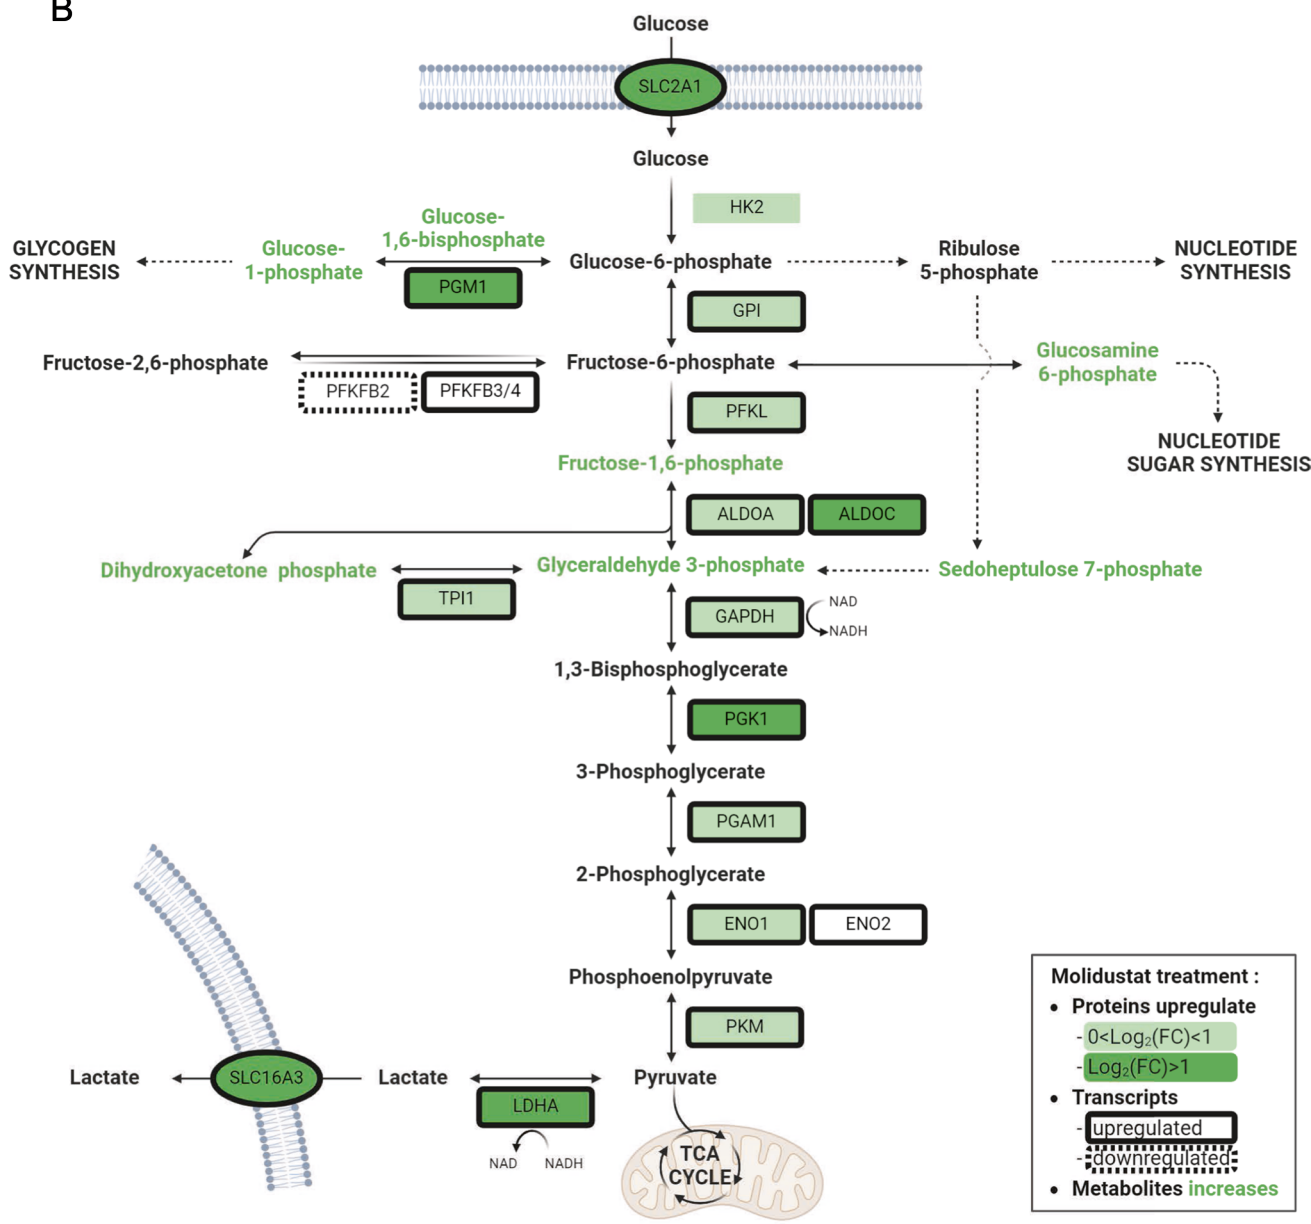 B
Glucose
SLC2A1
Glucose
HK2
Glucose-
1,6-bisphosphate
GLYCOGEN
SYNTHESIS
Glucose-
1-phosphate
Glucose-6-phosphate
Ribulose
5-phosphate
NUCLEOTIDE
SYNTHESIS
PGM1
GPI
Fructose-2,6-phosphate
Fructose-6-phosphate
Glucosamine
6-phosphate
PFKFB2
PFKFB3/4
PFKL
NUCLEOTIDE
SUGAR SYNTHESIS
Fructose-1,6-phosphate
ALDOA
ALDOC
Dihydroxyacetone phosphate
Glyceraldehyde 3-phosphate
Sedoheptulose 7-phosphate
TPI1
GAPDH
NAD
NADH
1,3-Bisphosphoglycerate
PGK1
3-Phosphoglycerate
PGAM1
2-Phosphoglycerate
ENO1
ENO2
Phosphoenolpyruvate
PKM
Lactate
SLC16A3
Lactate
Pyruvate
LDHA
NAD
NADH
TCA
CYCLE
Molidustat treatment :
• Proteins upregulate
- 0<Log₂(FC)<1
- Log₂(FC)>1
• Transcripts
- upregulated
- downregulated
• Metabolites increases